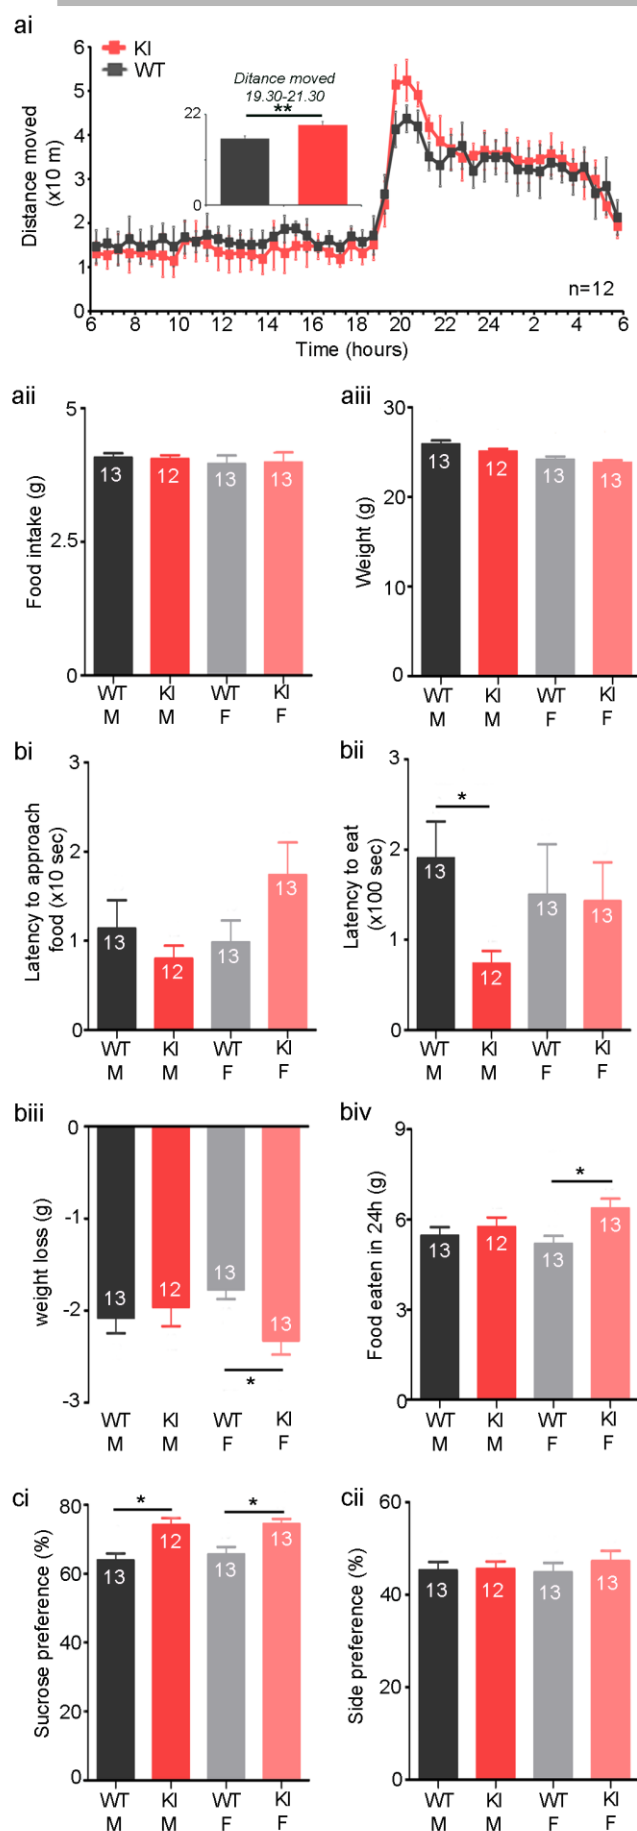 ai
KI
WT
Ditance moved
19.30-21.30
**
22
0
Distance moved
(x10 m)
6
5
4
3
2
1
0
n=12
6 8 10 12 14 16 18 20 22 24 2 4 6
Time (hours)
aii
Food intake (g)
5
2.5
0
13 12 13 13
WT KI WT KI
M M F F
aiii
Weight (g)
30
20
10
0
13 12 13 13
WT KI WT KI
M M F F
bi
Latency to approach
food (x10 sec)
3
2
1
0
13 12 13 13
WT KI WT KI
M M F F
bii
Latency to eat
(x100 sec)
3
2
1
0
*
13 12 13 13
WT KI WT KI
M M F F
biii
weight loss (g)
0
-1
-2
-3
13 12 13 13
*
WT KI WT KI
M M F F
biv
Food eaten in 24h (g)
9
6
3
0
*
13 12 13 13
WT KI WT KI
M M F F
ci
Sucrose preference (%)
80
60
40
20
0
* *
13 12 13 13
WT KI WT KI
M M F F
cii
Side preference (%)
60
40
20
0
13 12 13 13
WT KI WT KI
M M F F